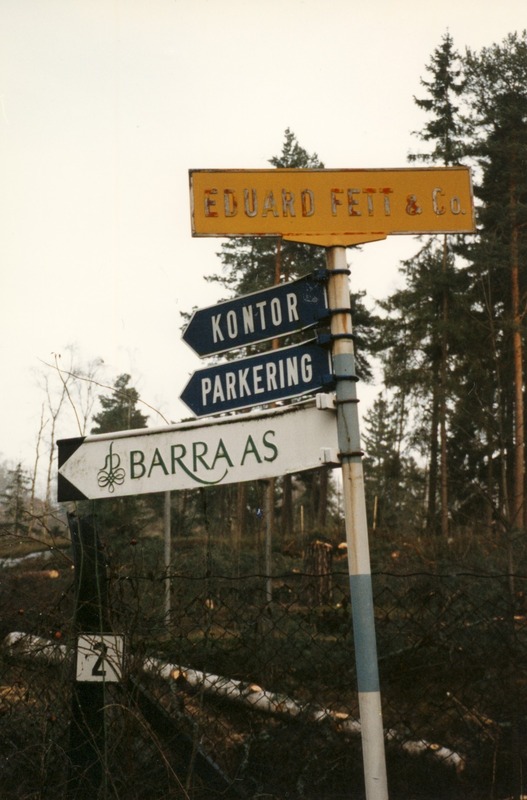 EDUARD FETT & Co.
KONTOR
PARKERING
BARRA AS
2